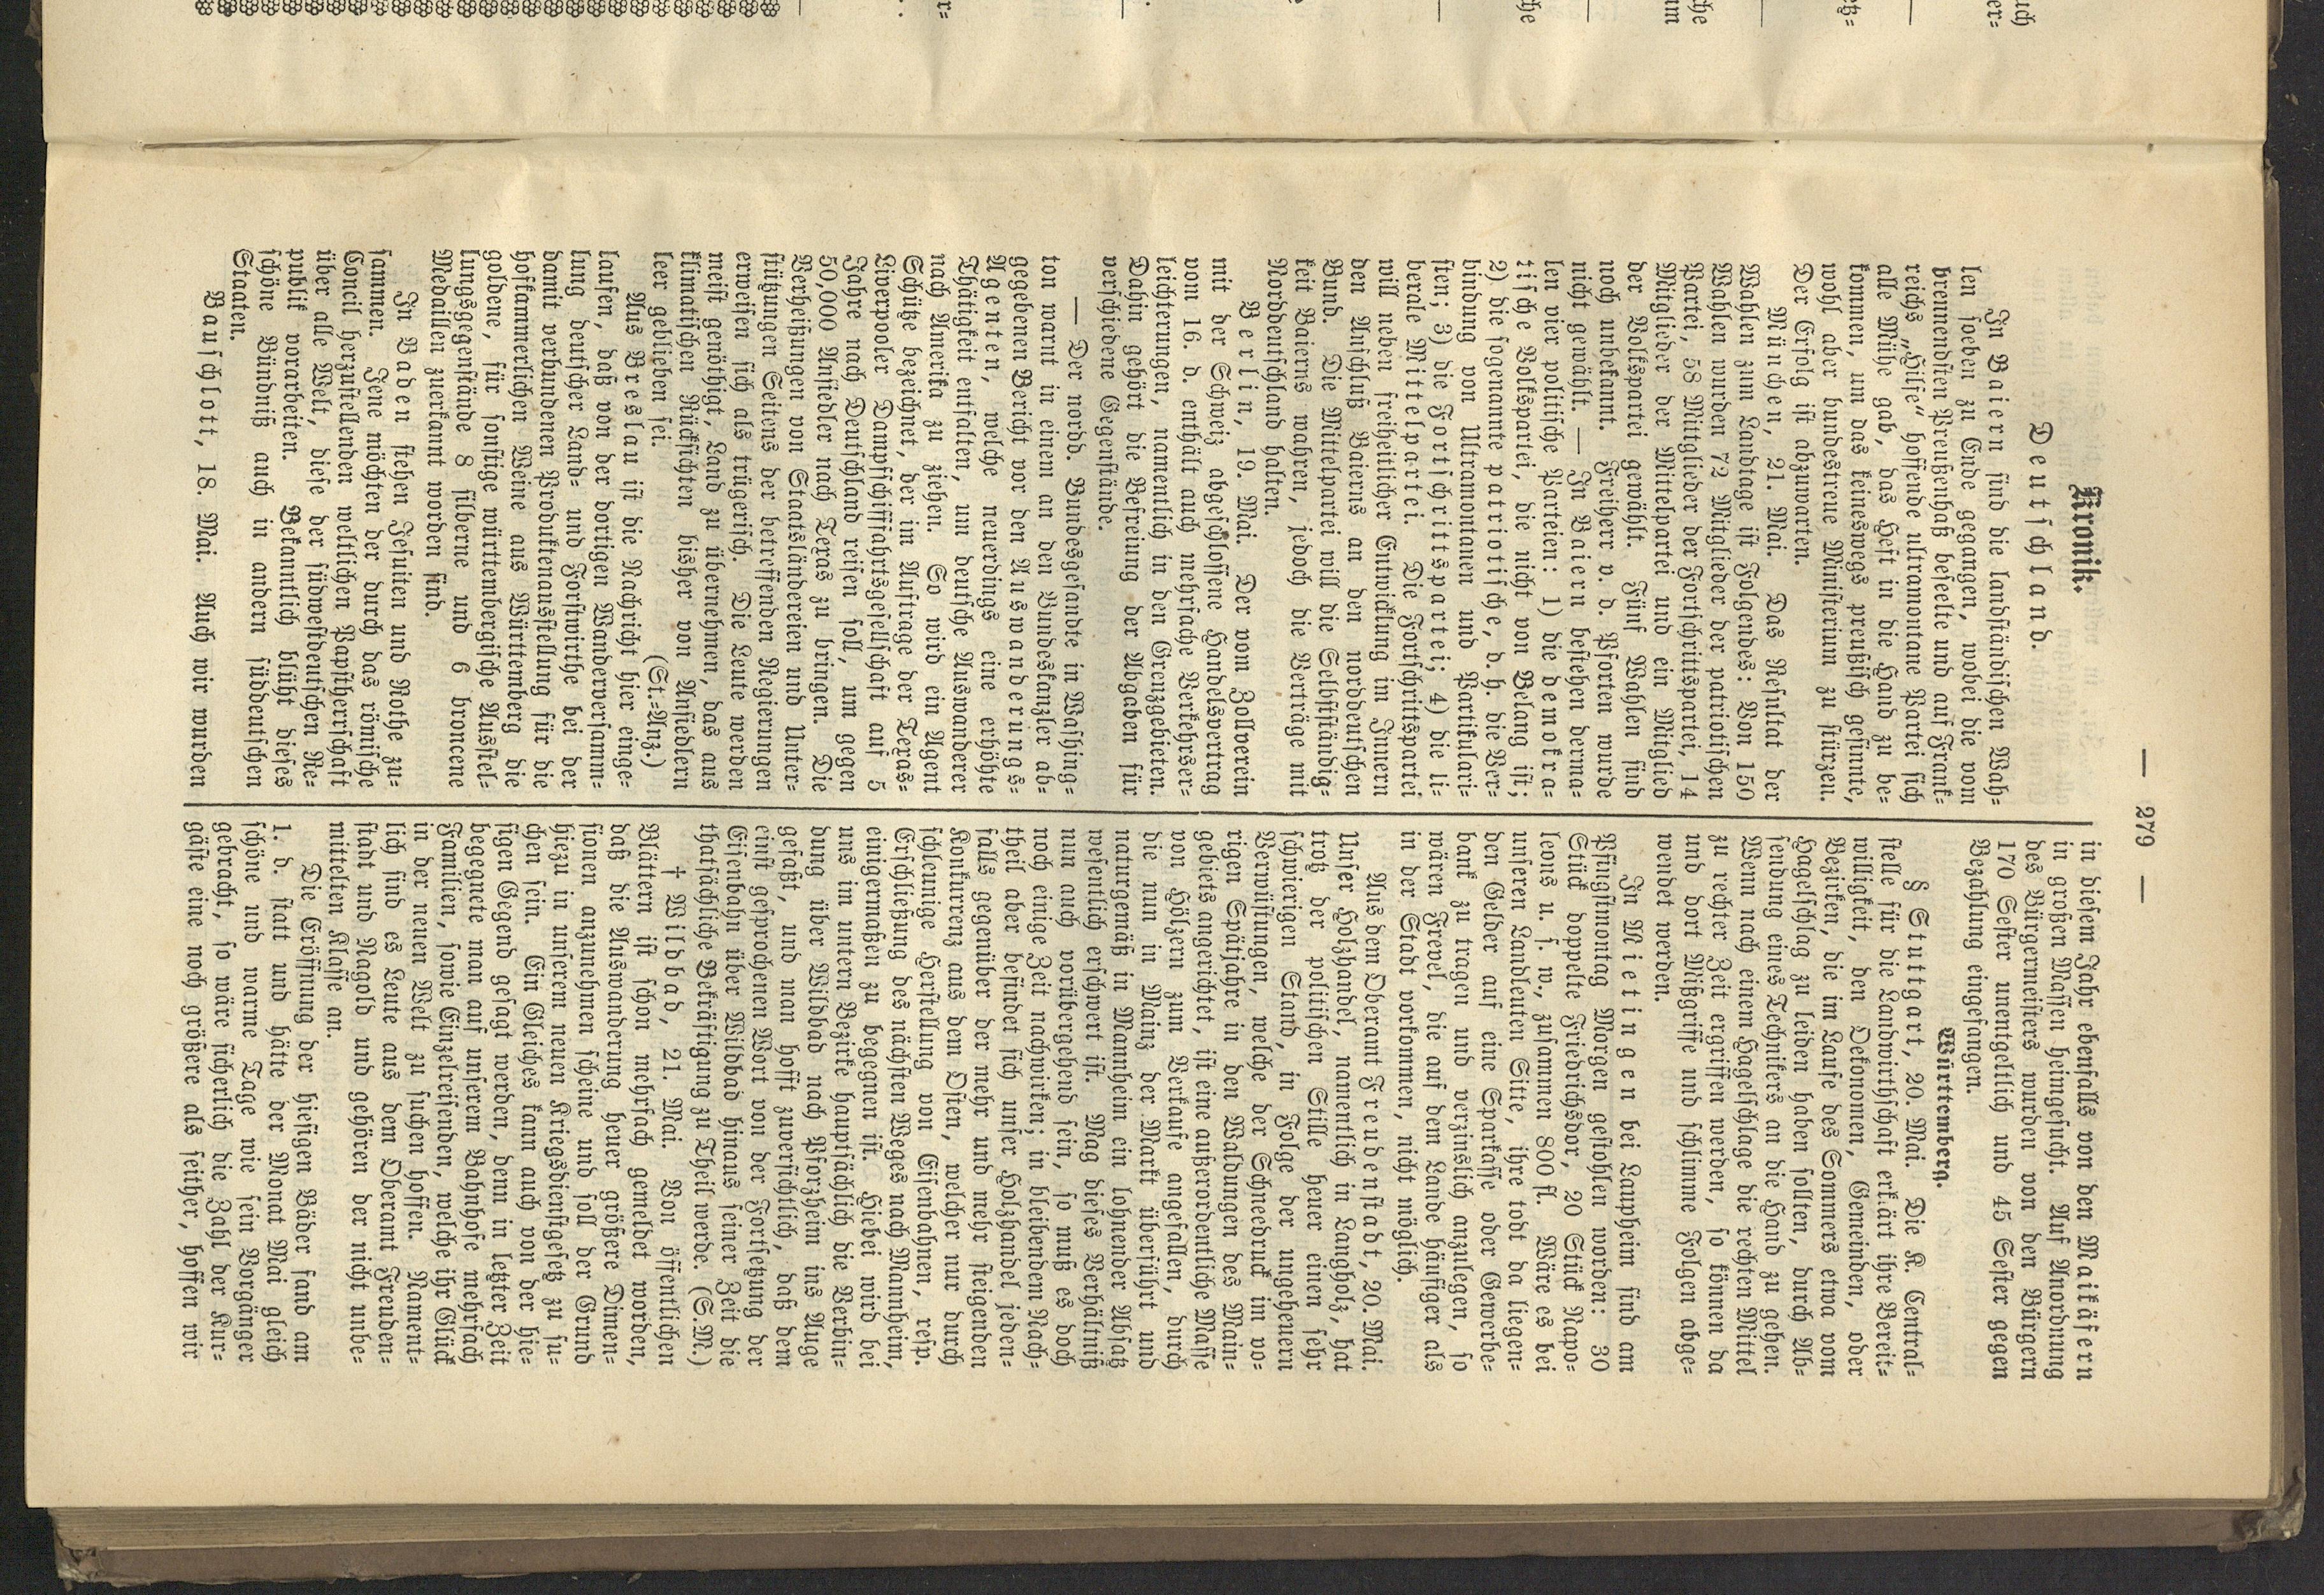 — 279 —
Kronik.
Deutschland.
In Baiern sind die landständischen Wah-
len soeben zu Ende gegangen, wobei die vom
brennendsten Preußenhaß beseelte und auf Frank-
reichs „Hilfe“ hoffende ultramontane Partei sich
alle Mühe gab, das Heft in die Hand zu be-
kommen, um das keineswegs preußisch gesinnte,
wohl aber bundestreue Ministerium zu stürzen.
Der Erfolg ist abzuwarten.
München, 21. Mai. Das Resultat der
Wahlen zum Landtage ist Folgendes: Von 150
Wahlen wurden 72 Mitglieder der patriotischen
Partei, 58 Mitglieder der Fortschrittspartei, 14
Mitglieder der Mittelpartei und ein Mitglied
der Volkspartei gewählt. Fünf Wahlen sind
noch unbekannt. Freiherr v. d. Pforten wurde
nicht gewählt. — In Baiern bestehen derma-
len vier politische Parteien: 1) die demokra-
tische Volkspartei, die nicht von Belang ist;
2) die sogenannte patriotische, d. h. die Ver-
bindung von Ultramontanen und Partikulari-
sten; 3) die Fortschrittspartei; 4) die li-
berale Mittelpartei. Die Fortschrittspartei
will neben freiheitlicher Entwicklung im Innern
den Anschluß Baierns an den norddeutschen
Bund. Die Mittelpartei will die Selbstständig-
keit Baierns wahren, jedoch die Verträge mit
Norddeutschland halten.
Berlin, 19. Mai. Der vom Zollverein
mit der Schweiz abgeschlossene Handelsvertrag
vom 16. d. enthält auch mehrfache Verkehrser-
leichterungen, namentlich in den Grenzgebieten.
Dahin gehört die Befreiung der Abgeben für
verschiedene Gegenstände.
— Der nordd. Bundesgesandte in Washing-
ton warnt in einem an den Bundeskanzler ab-
gegebenen Bericht vor den Auswanderungs-
Agenten, welche neuerdings eine erhöhte
Thätigkeit entfalten, um deutsche Auswanderer
nach Amerika zu ziehen. So wird ein Agent
Schütze bezeichnet, der im Auftrage der Texas-
Liverpooler Dampfschifffahrtsgesellschaft auf 5
Jahre nach Deutschland reisen soll, um gegen
50,000 Ansiedler nach Texas zu bringen. Die
Verheißungen von Staatsländereien und Unter-
stützungen Seitens der betreffenden Regierungen
erweisen sich als trügerisch. Die Leute werden
meist genöthigt, Land zu übernehmen, das aus
klimatischen Rücksichten bisher von Ansiedlern
leer geblieben sei. (St.-Anz.)
Aus Breslau ist die Nachricht hier einge-
laufen, daß von der dortigen Wanderversamm-
lung deutscher Land- und Forstwirthe bei der
damit verbundenen Produktenausstellung für die
hofkammerlichen Weine aus Württemberg die
goldene, für sonstige württembergische Ausstel-
lungsgegenstände 8 silberne und 6 broncene
Medaillen zuerkannt worden sind.
In Baden stehen Jesuiten und Rothe zu-
sammen. Jene möchten der durch das römische
Concil herzustellenden weltlichen Papstherrschaft
über alle Welt, diese der südwestdeutschen Re-
publik vorarbeiten. Bekanntlich blüht dieses
schöne Bündniß auch in andern süddeutschen
Staaten.
Bauschlott, 18. Mai. Auch wir wurden
in diesem Jahr ebenfalls von den Maikäfern
in großen Massen heimgesucht. Auf Anordnung
des Bürgermeisters wurden von den Bürgern
170 Sester unentgeltlich und 45 Sester gegen
Bezahlung eingefangen.
Württemberg.
§ Stuttgart, 20. Mai. Die K. Central-
stelle für die Landwirthschaft erklärt ihre Bereit-
willigkeit, den Oekonomen, Gemeinden, oder
Bezirken, die im Laufe des Sommers etwa vom
Hagelschlag zu leiden haben sollten, durch Ab-
sendung eines Technikers an die Hand zu gehen.
Wenn nach einem Hagelschlage die rechten Mittel
zu rechter Zeit ergriffen werden, so können da
und dort Mißgriffe und schlimme Folgen abge-
wendet werden.
In Mietingen bei Laupheim sind am
Pfingstmontag Morgen gestohlen worden: 30
Stück doppelte Friedrichsdor, 20 Stück Napo-
leons u. s. w., zusammen 800 fl. Wäre es bei
unseren Landleuten Sitte, ihre todt da liegen-
den Gelder auf eine Sparkasse oder Gewerbe-
bank zu tragen und verzinslich anzulegen, so
wären Frevel, die auf dem Lande häufiger als
in der Stadt vorkommen, nicht möglich.
Aus dem Oberamt Freudenstadt, 20. Mai.
Unser Holzhandel, namentlich in Langholz, hat
trotz der politischen Stille heuer einen sehr
schwierigen Stand, in Folge der ungeheuern
Verwüstungen, welche der Schneedruck im vo-
rigen Spätjahre in den Waldungen des Main-
gebiets angerichtet, ist eine außerordentliche Masse
von Hölzern zum Verkaufe angefallen, durch
die nun in Mainz der Markt überführt und
naturgemäß in Mannheim ein lohnender Absatz
wesentlich erschwert ist. Mag dieses Verhältniß
nun auch vorübergehend sein, so muß es doch
noch einige Zeit nachwirken; in bleibenden Nach-
theil aber befindet sich unser Holzhandel jeden-
falls gegenüber der mehr und mehr steigenden
Konkurrenz aus dem Osten, welcher nur durch
schleunige Herstellung von Eisenbahnen, resp.
Erschließung des nächsten Weges nach Mannheim,
einigermaßen zu begegnen ist. Hiebei wird bei
uns im untern Bezirke hauptsächlich die Verbin-
dung über Wildbad nach Pforzheim ins Auge
gefaßt, und man hofft zuversichtlich, daß dem
einst gesprochenen Wort von der Fortsetzung der
Eisenbahn über Wildbad hinaus seiner Zeit die
thatsächliche Bekräftigung zu Theil werde. (S.M.)
† Wildbad, 21. Mai. Von öffentlichen
Blättern ist schon mehrfach gemeldet worden,
daß die Auswanderung heuer größere Dimen-
sionen anzunehmen scheine und soll der Grund
hiezu in unserem neuen Kriegsdienstgesetz zu su-
chen sein. Ein Gleiches kann auch von der hie-
sigen Gegend gesagt werden, denn in letzter Zeit
begegnete man auf unserem Bahnhofe mehrfach
Familien, sowie Einzelreisenden, welche ihr Glück
in der neuen Welt zu suchen hoffen. Nament-
lich sind es Leute aus dem Oberamt Freuden-
stadt und Nagold und gehören der nicht unbe-
mittelten Klasse an.
Die Eröffnung der hiesigen Bäder fand am
1. d. statt und hätte der Monat Mai gleich
schöne und warme Tage wie sein Vorgänger
gebracht, so wäre sicherlich die Zahl der Kur-
gäste eine noch größere als seither, hoffen wir